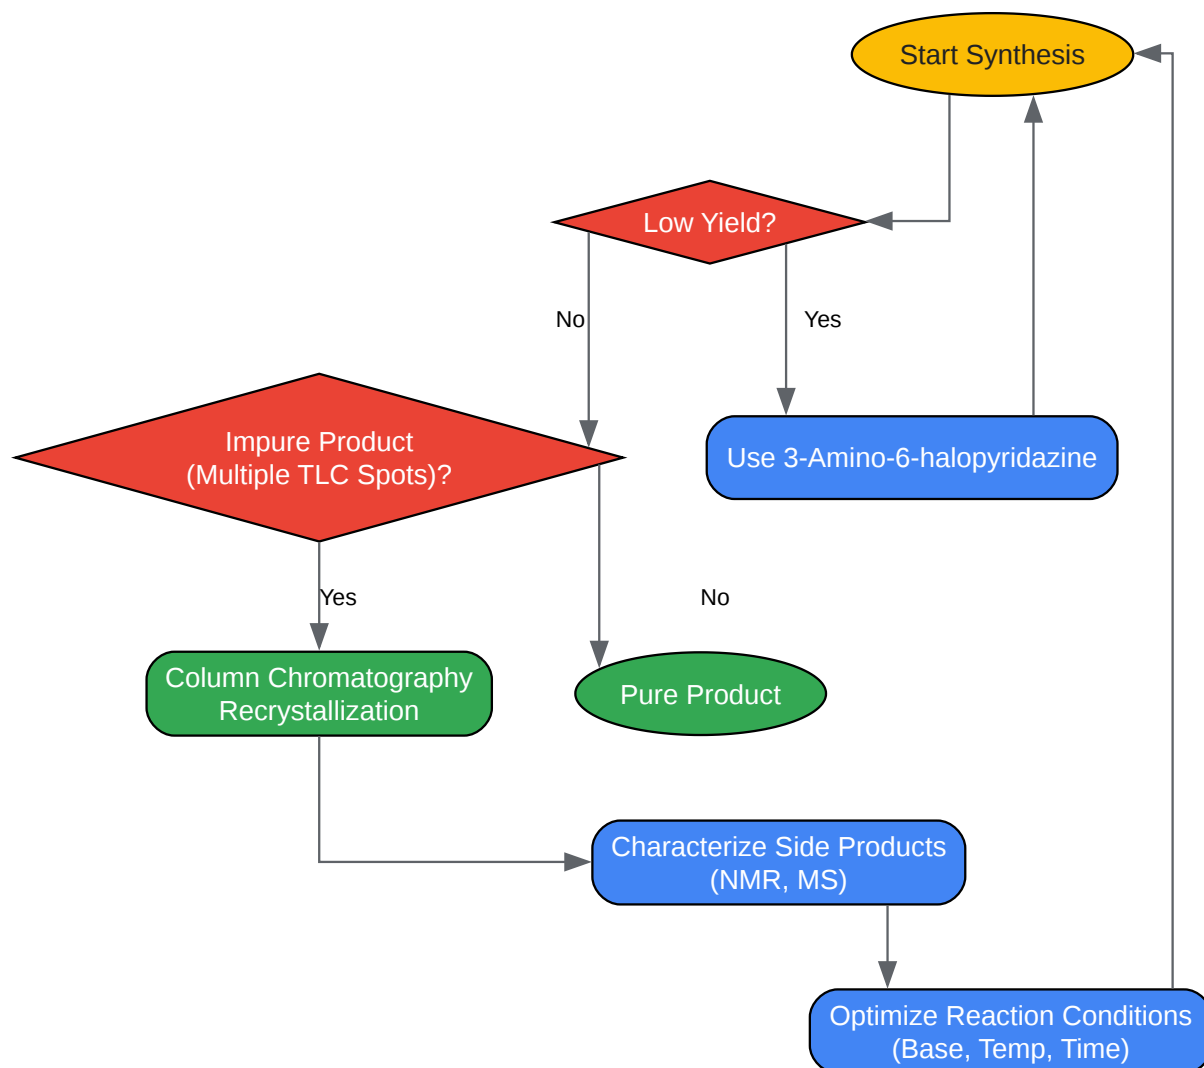 Start Synthesis
Low Yield?
No
Yes
Impure Product
(Multiple TLC Spots)?
Use 3-Amino-6-halopyridazine
Yes
No
Column Chromatography
Recrystallization
Pure Product
Characterize Side Products
(NMR, MS)
Optimize Reaction Conditions
(Base, Temp, Time)